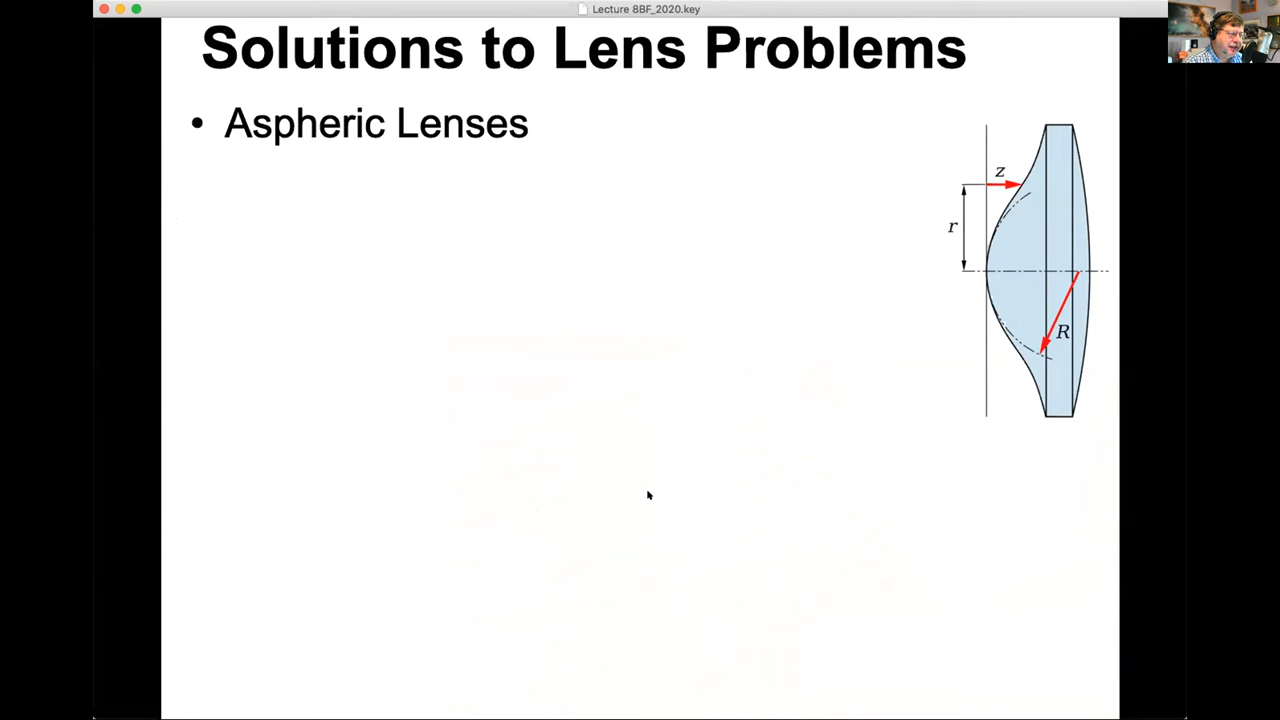 Lecture 8BF_2020.key
Solutions to Lens Problems
• Aspheric Lenses
z
r
R